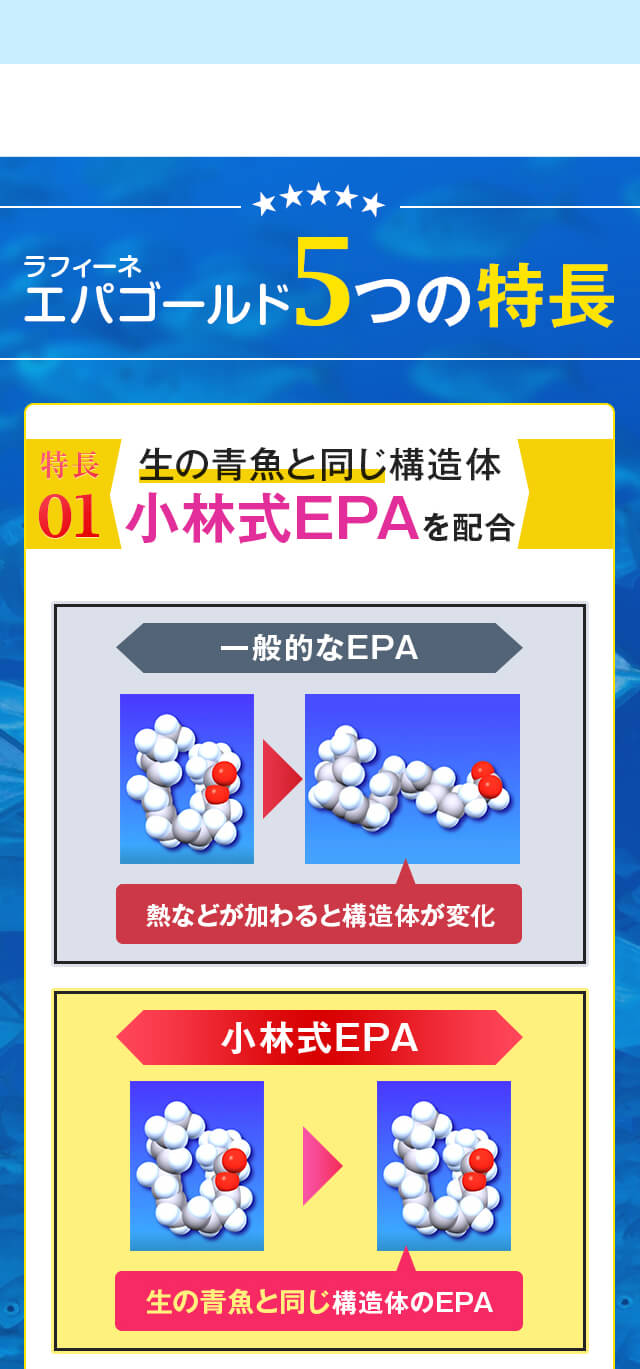 ラフィーネ
エパゴールド5つの特長
特長
01
生の青魚と同じ構造体
小林式EPAを配合
一般的なEPA
熱などが加わると構造体が変化
小林式EPA
生の青魚と同じ構造体のEPA